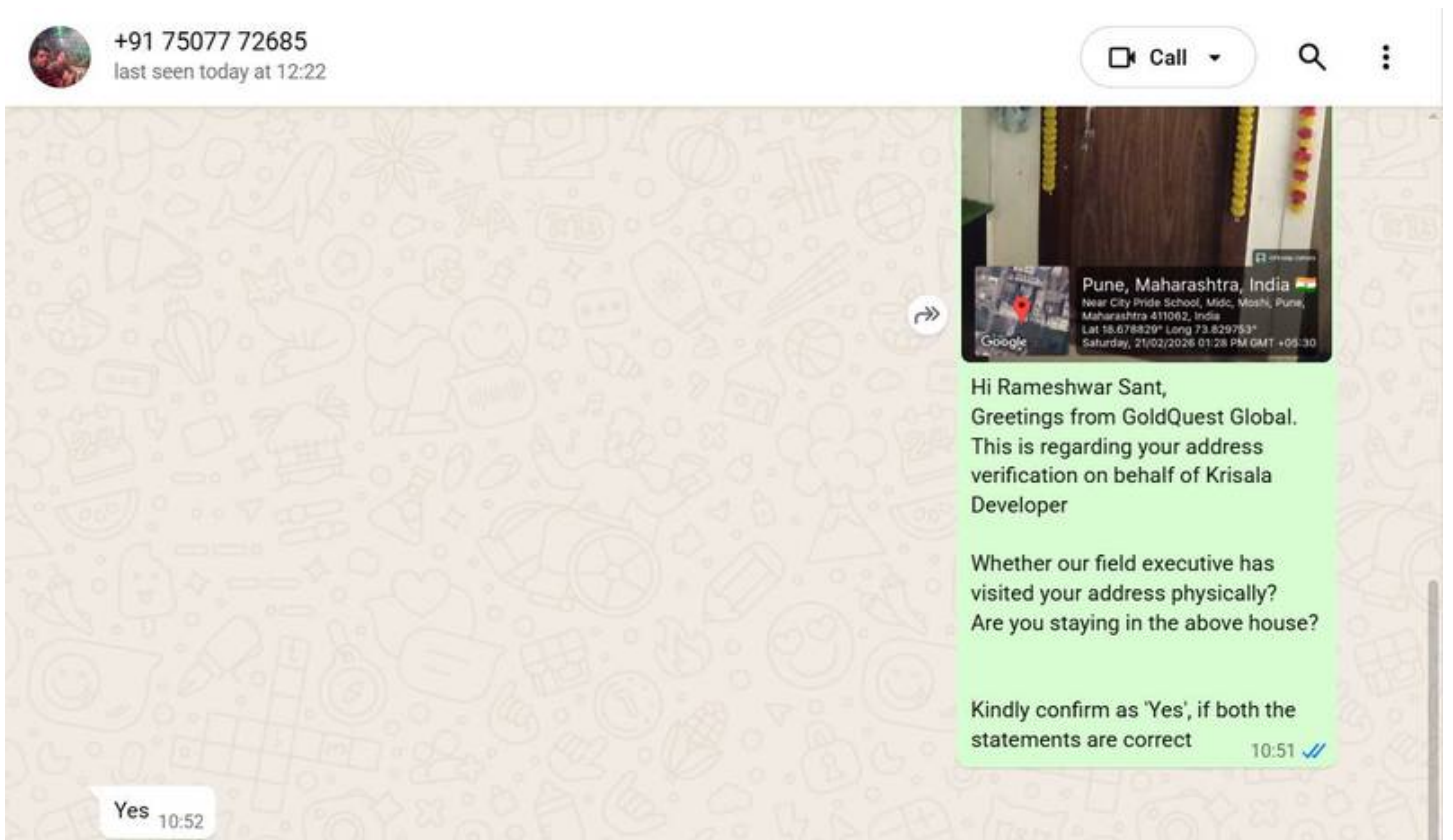 +91 75077 72685
last seen today at 12:22
Call
Pune, Maharashtra, India
Near City Pride School, Midc, Moshi, Pune,
Maharashtra 411062, India
Lat 18.678829° Long 73.829753°
Saturday, 21/02/2026 01:28 PM GMT +05:30
Google
Hi Rameshwar Sant,
Greetings from GoldQuest Global.
This is regarding your address
verification on behalf of Krisala
Developer
Whether our field executive has
visited your address physically?
Are you staying in the above house?
Kindly confirm as 'Yes', if both the
statements are correct
10:51
Yes 10:52